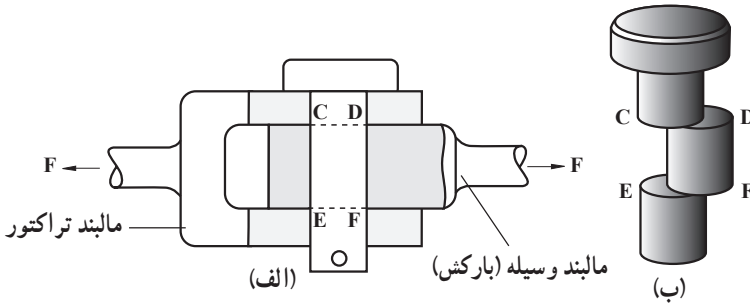 C D
C
D
F
F
E
F
E F
مالبند تراکتور
مالبند وسیله (بارکش)
(الف)
(ب)